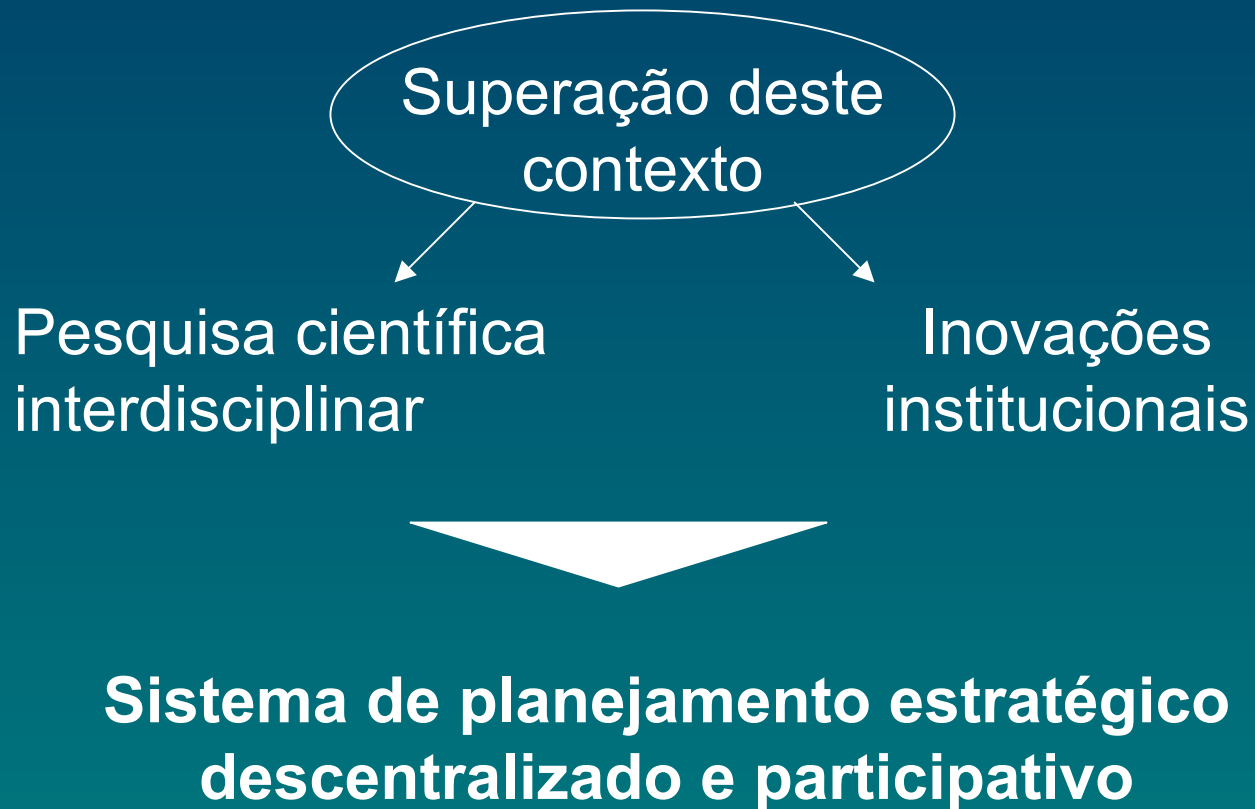 Superação deste
contexto
Pesquisa científica
interdisciplinar
Inovações
institucionais
Sistema de planejamento estratégico
descentralizado e participativo